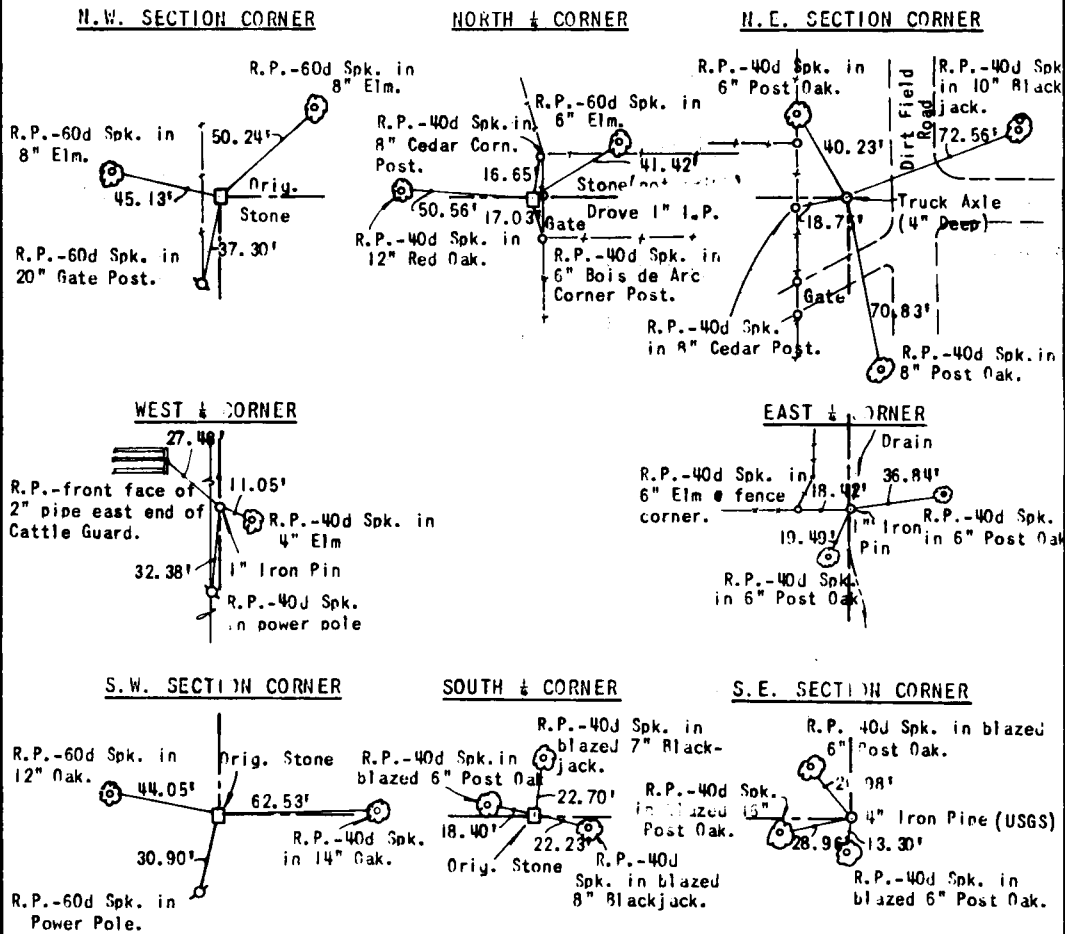 N.W. SECTION CORNER
R.P.-60d Spk. in
8" Elm.
50.24'
R.P.-60d Spk. in
8" Elm.
45.13'
Orig.
Stone
37.30'
R.P.-60d Spk. in
20" Gate Post.
NORTH ¼ CORNER
R.P.-60d Spk. in
6" Elm.
R.P.-40d Spk. in
8" Cedar Corn.
Post.
16.65'
41.42'
Stone
50.56'
17.03'
Drove 1" I.P.
Gate
R.P.-40d Spk. in
12" Red Oak.
R.P.-40d Spk. in
6" Bois de Arc
Corner Post.
N.E. SECTION CORNER
R.P.-40d Spk. in
6" Post Oak.
Dirt Field
Road
R.P.-40d Spk
in 10" Black
jack.
72.56'
40.23'
18.75'
Truck Axle
(4" Deep)
Gate
70.83'
R.P.-40d Spk.
in 8" Cedar Post.
R.P.-40d Spk. in
8" Post Oak.
WEST ¼ CORNER
27.48'
R.P.-front face of
2" pipe east end of
Cattle Guard.
11.05'
R.P.-40d Spk. in
4" Elm
32.38'
1" Iron Pin
R.P.-40d Spk.
in power pole
EAST ¼ CORNER
Drain
R.P.-40d Spk. in
6" Elm @ fence
corner.
18.42'
36.84'
1" Iron
Pin
R.P.-40d Spk.
in 6" Post Oak
19.49'
R.P.-40d Spk.
in 6" Post Oak
S.W. SECTION CORNER
R.P.-60d Spk. in
12" Oak.
Orig. Stone
44.05'
62.53'
R.P.-40d Spk.
in 14" Oak.
30.90'
R.P.-60d Spk. in
Power Pole.
SOUTH ¼ CORNER
R.P.-40d Spk. in
blazed 7" Black-
jack.
R.P.-40d Spk. in
blazed 6" Post Oak
22.70'
18.40'
22.23'
Orig. Stone
R.P.-40d
Spk. in blazed
8" Blackjack.
S.E. SECTION CORNER
R.P. 40d Spk. in blazed
6" Post Oak.
R.P.-40d Spk.
in blazed 16"
Post Oak.
4" Iron Pipe (USGS)
28.96'
13.30'
R.P.-40d Spk. in
blazed 6" Post Oak.